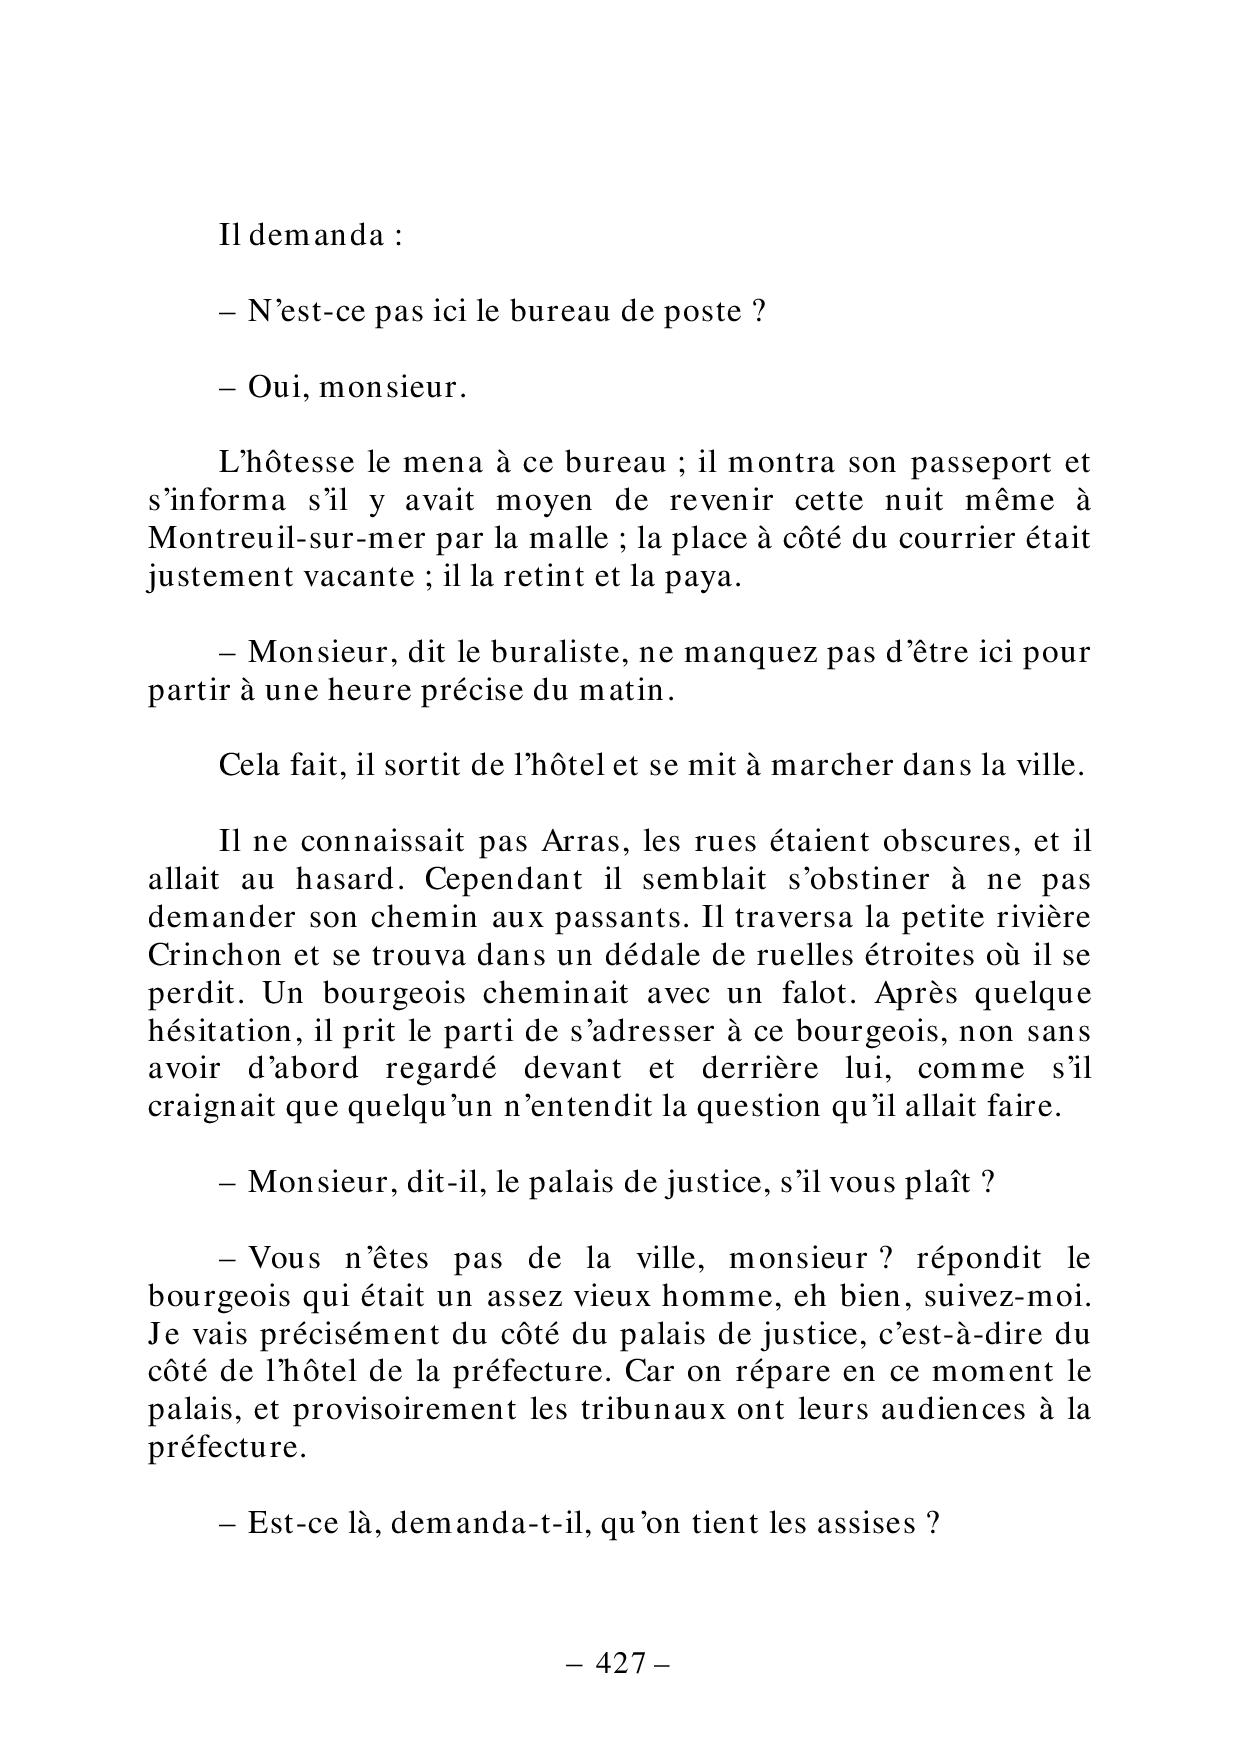 Il demanda :
– N’est-ce pas ici le bureau de poste ?
– Oui, monsieur.
L’hôtesse le mena à ce bureau ; il montra son passeport et
s’informa s’il y avait moyen de revenir cette nuit même à
Montreuil-sur-mer par la malle ; la place à côté du courrier était
justement vacante ; il la retint et la paya.
– Monsieur, dit le buraliste, ne manquez pas d’être ici pour
partir à une heure précise du matin.
Cela fait, il sortit de l’hôtel et se mit à marcher dans la ville.
Il ne connaissait pas Arras, les rues étaient obscures, et il
allait au hasard. Cependant il semblait s’obstiner à ne pas
demander son chemin aux passants. Il traversa la petite rivière
Crinchon et se trouva dans un dédale de ruelles étroites où il se
perdit. Un bourgeois cheminait avec un falot. Après quelque
hésitation, il prit le parti de s’adresser à ce bourgeois, non sans
avoir d’abord regardé devant et derrière lui, comme s’il
craignait que quelqu’un n’entendit la question qu’il allait faire.
– Monsieur, dit-il, le palais de justice, s’il vous plaît ?
– Vous n’êtes pas de la ville, monsieur ? répondit le
bourgeois qui était un assez vieux homme, eh bien, suivez-moi.
Je vais précisément du côté du palais de justice, c’est-à-dire du
côté de l’hôtel de la préfecture. Car on répare en ce moment le
palais, et provisoirement les tribunaux ont leurs audiences à la
préfecture.
– Est-ce là, demanda-t-il, qu’on tient les assises ?
– 427 –